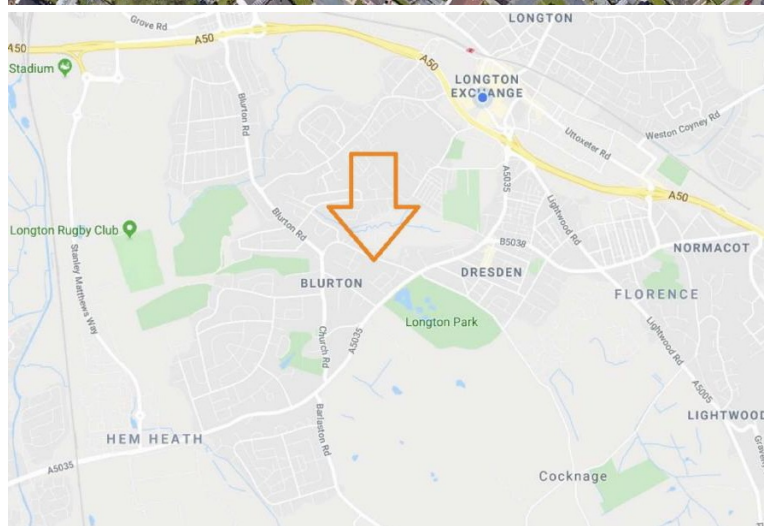 LONGTON
Grove Rd
A50
A50
Stadium
A50
LONGTON
EXCHANGE
Blurton Rd
Uttoxeter Rd
Weston Coyney Rd
A5035
A50
Lightwood Rd
Blurton Rd
Longton Rugby Club
B5038
NORMACOT
Stanley Matthews Way
BLURTON
DRESDEN
FLORENCE
Longton Park
Church Rd
A5035
Lightwood Rd
A5005
Barlaston Rd
LIGHTWOOD
HEM HEATH
A5035
Cocknage